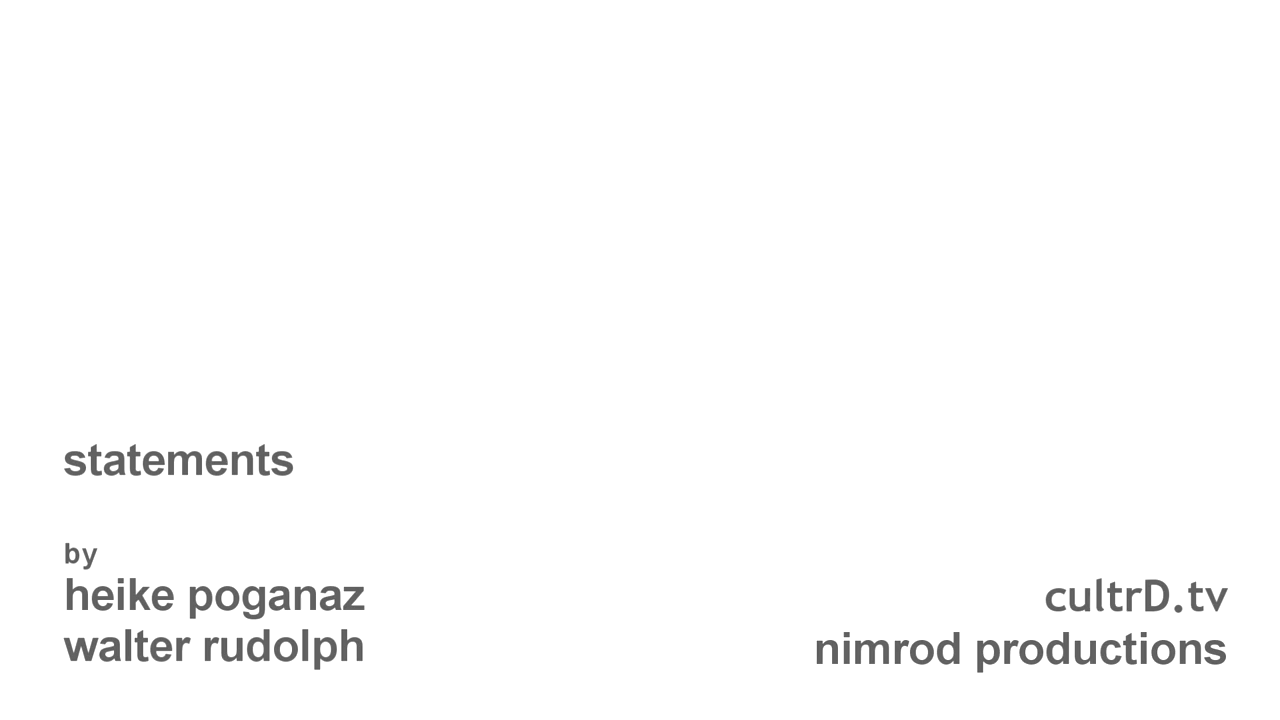 statements
by
heike poganaz
walter rudolph
cultrD.tv
nimrod productions